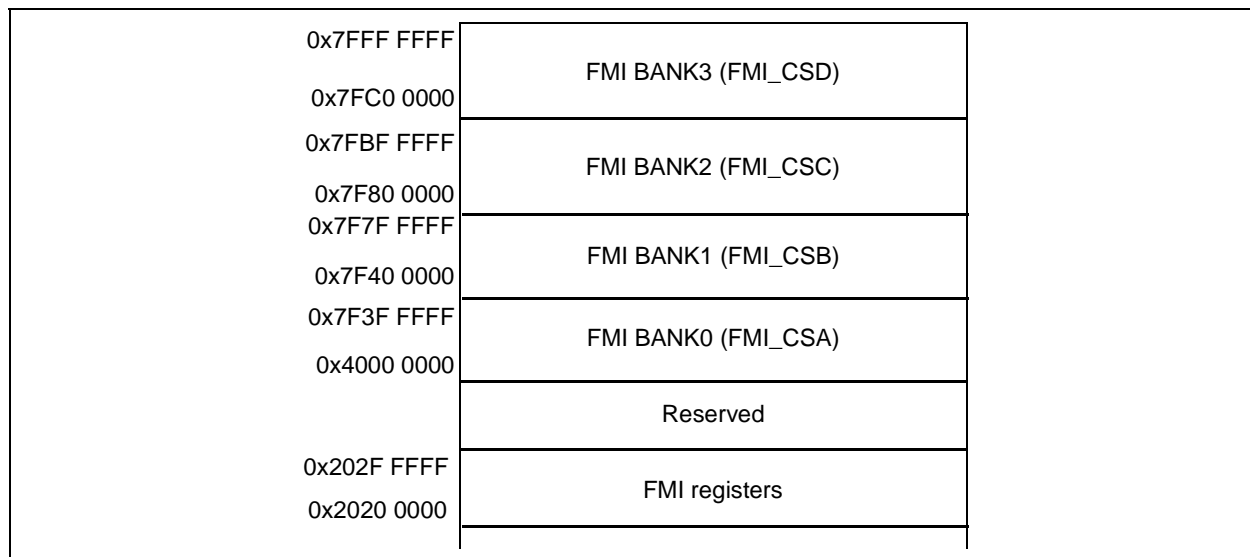 0x7FFF FFFF
FMI BANK3 (FMI_CSD)
0x7FC0 0000
0x7FBF FFFF
FMI BANK2 (FMI_CSC)
0x7F80 0000
0x7F7F FFFF
FMI BANK1 (FMI_CSB)
0x7F40 0000
0x7F3F FFFF
FMI BANK0 (FMI_CSA)
0x4000 0000
Reserved
0x202F FFFF
FMI registers
0x2020 0000